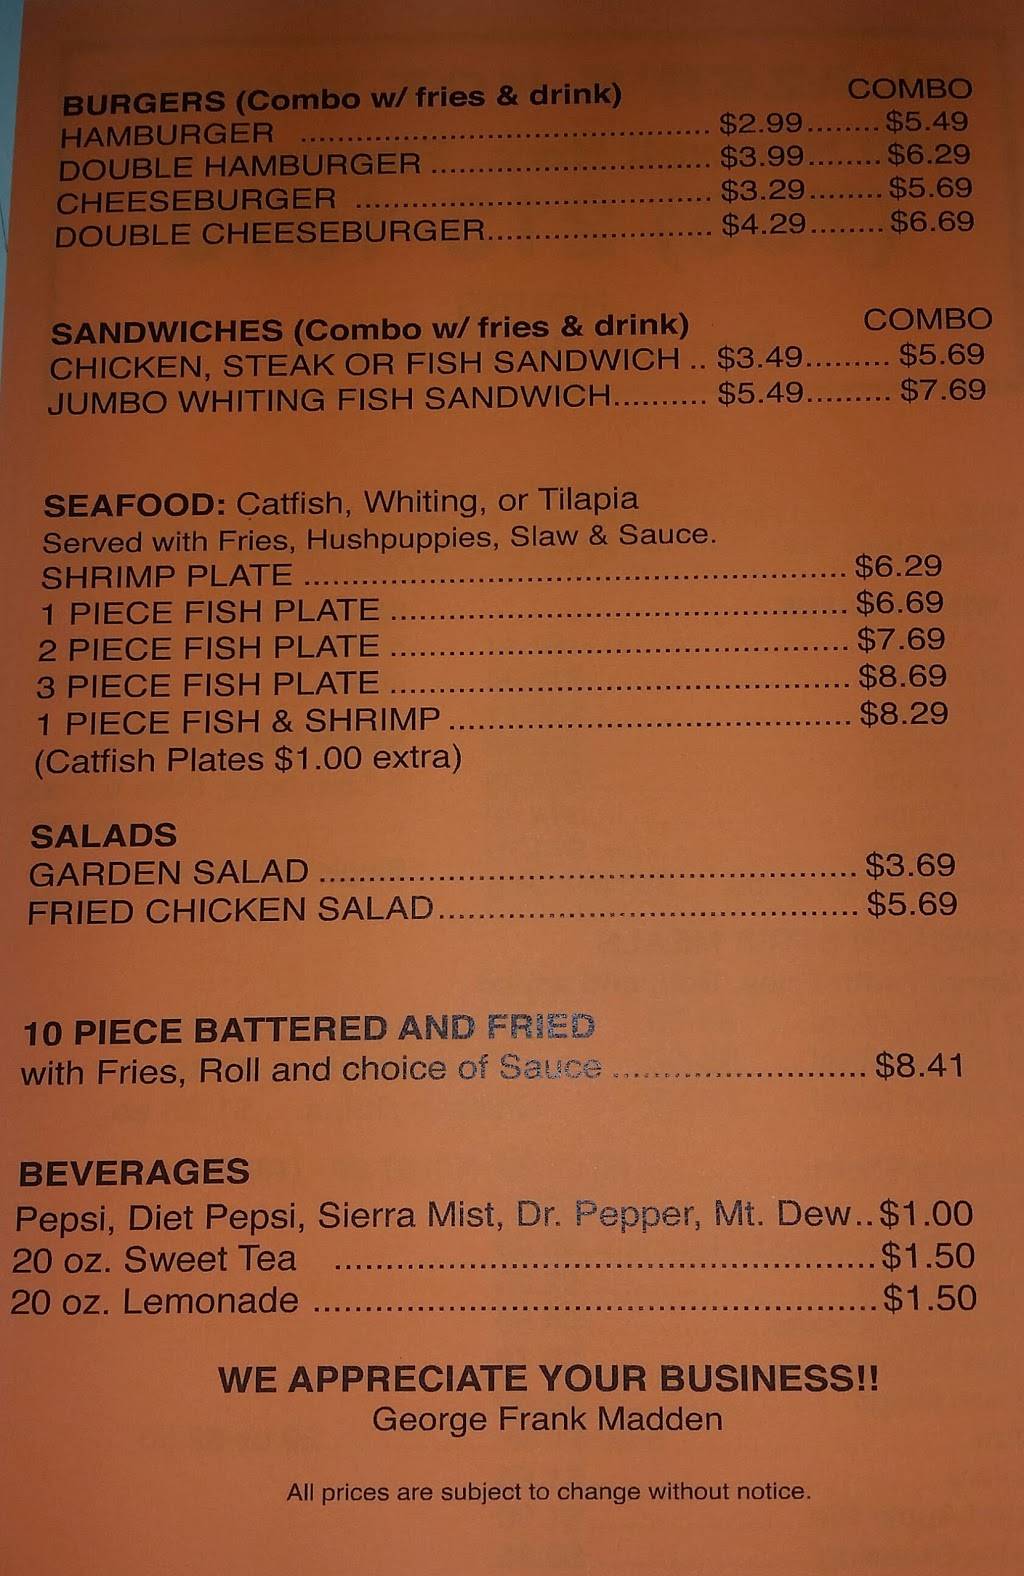 BURGERS (Combo w/ fries & drink) COMBO
HAMBURGER ........................................ $2.99........ $5.49
DOUBLE HAMBURGER ........................... $3.99........ $6.29
CHEESEBURGER ................................... $3.29........ $5.69
DOUBLE CHEESEBURGER...................... $4.29........ $6.69
SANDWICHES (Combo w/ fries & drink) COMBO
CHICKEN, STEAK OR FISH SANDWICH .. $3.49......... $5.69
JUMBO WHITING FISH SANDWICH.......... $5.49......... $7.69
SEAFOOD: Catfish, Whiting, or Tilapia
Served with Fries, Hushpuppies, Slaw & Sauce.
SHRIMP PLATE ...................................................... $6.29
1 PIECE FISH PLATE .............................................. $6.69
2 PIECE FISH PLATE .............................................. $7.69
3 PIECE FISH PLATE .............................................. $8.69
1 PIECE FISH & SHRIMP ........................................ $8.29
(Catfish Plates $1.00 extra)
SALADS
GARDEN SALAD ...................................................... $3.69
FRIED CHICKEN SALAD.......................................... $5.69
10 PIECE BATTERED AND FRIED
with Fries, Roll and choice of Sauce ......................... $8.41
BEVERAGES
Pepsi, Diet Pepsi, Sierra Mist, Dr. Pepper, Mt. Dew..$1.00
20 oz. Sweet Tea ......................................................$1.50
20 oz. Lemonade ........................................................$1.50
WE APPRECIATE YOUR BUSINESS!!
George Frank Madden
All prices are subject to change without notice.